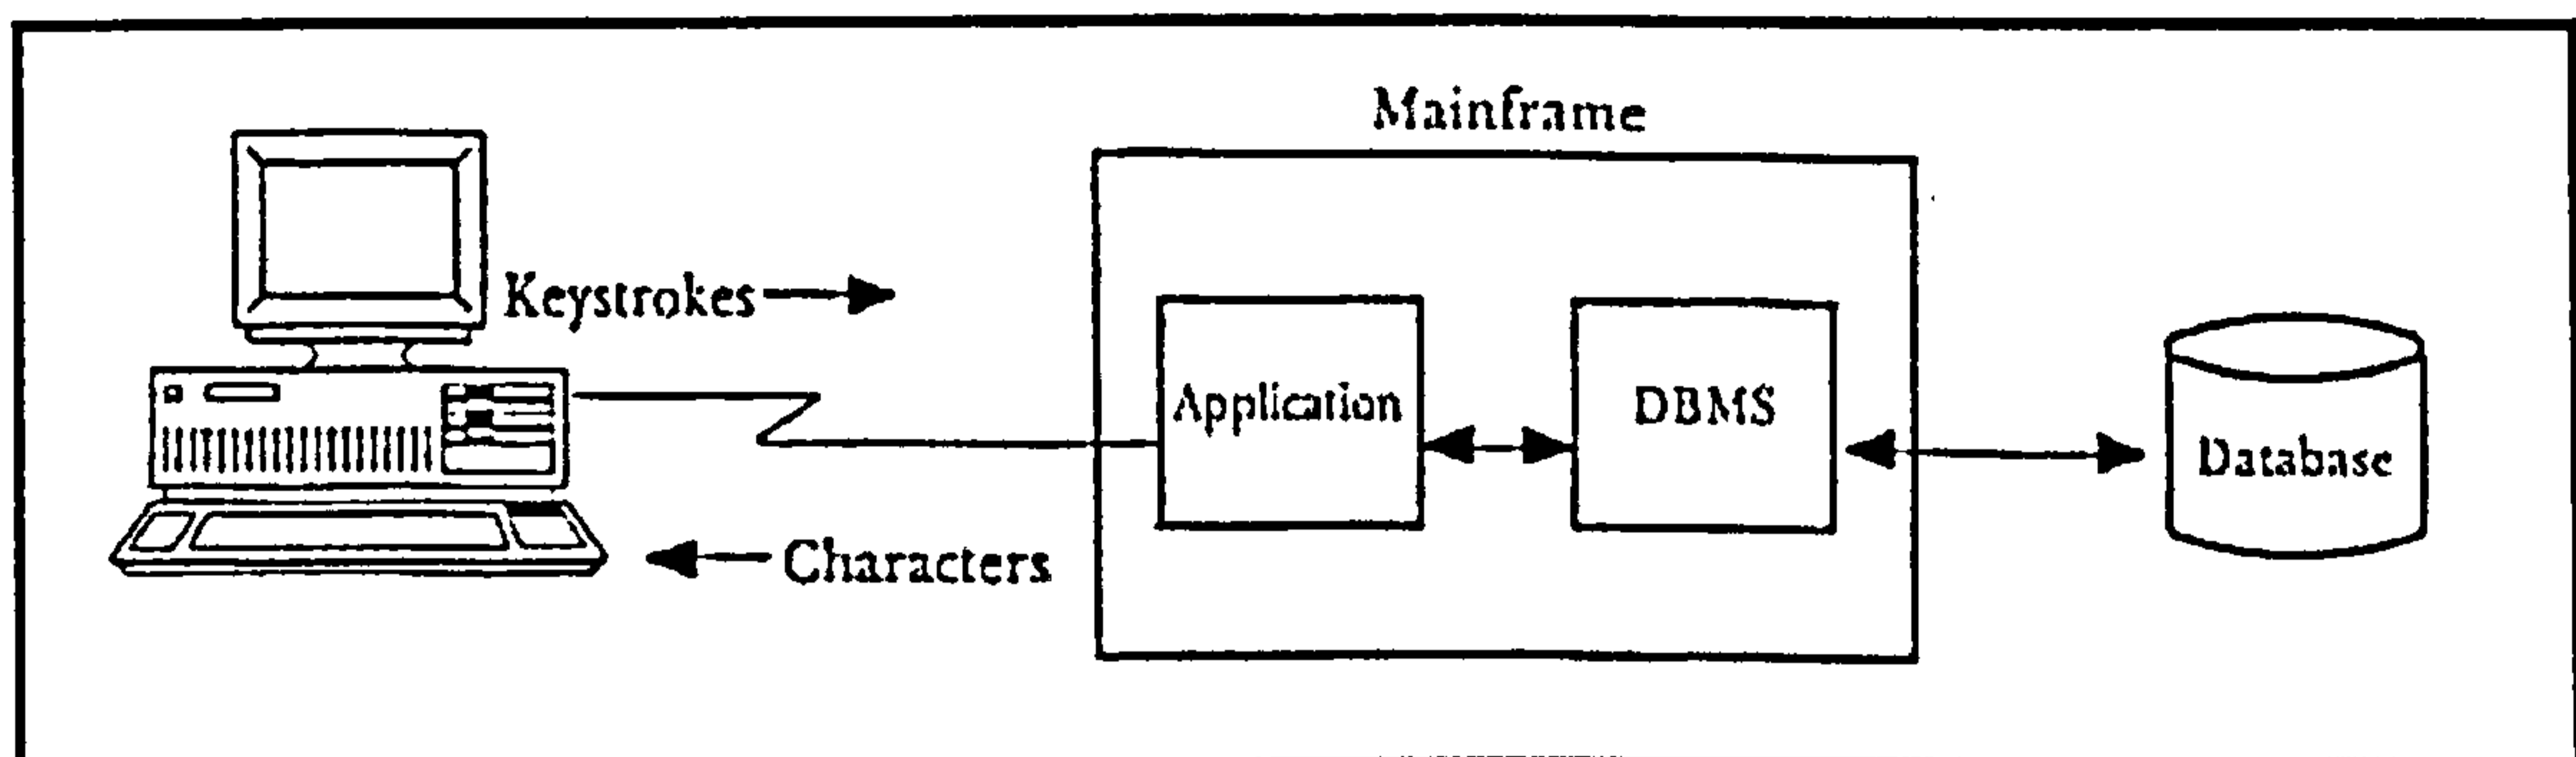 Mainframe
Keystrokes
Application
DBMS
Database
Characters